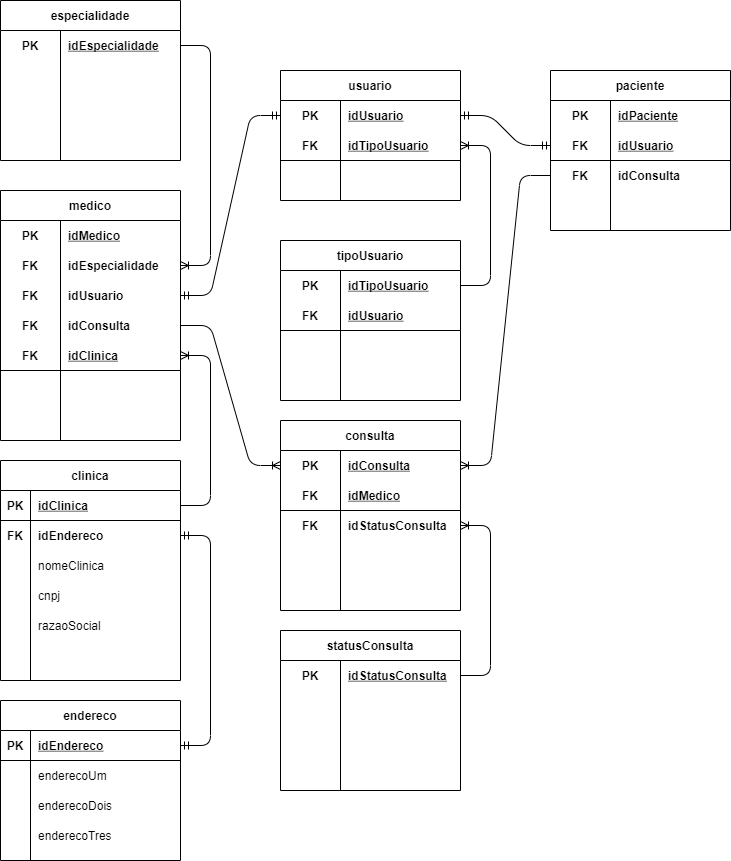 especialidade
PK idEspecialidade
medico
PK idMedico
FK idEspecialidade
FK idUsuario
FK idConsulta
FK idClinica
clinica
PK idClinica
FK idEndereco
nomeClinica
cnpj
razaoSocial
endereco
PK idEndereco
enderecoUm
enderecoDois
enderecoTres
usuario
PK idUsuario
FK idTipoUsuario
tipoUsuario
PK idTipoUsuario
FK idUsuario
consulta
PK idConsulta
FK idMedico
FK idStatusConsulta
statusConsulta
PK idStatusConsulta
paciente
PK idPaciente
FK idUsuario
FK idConsulta